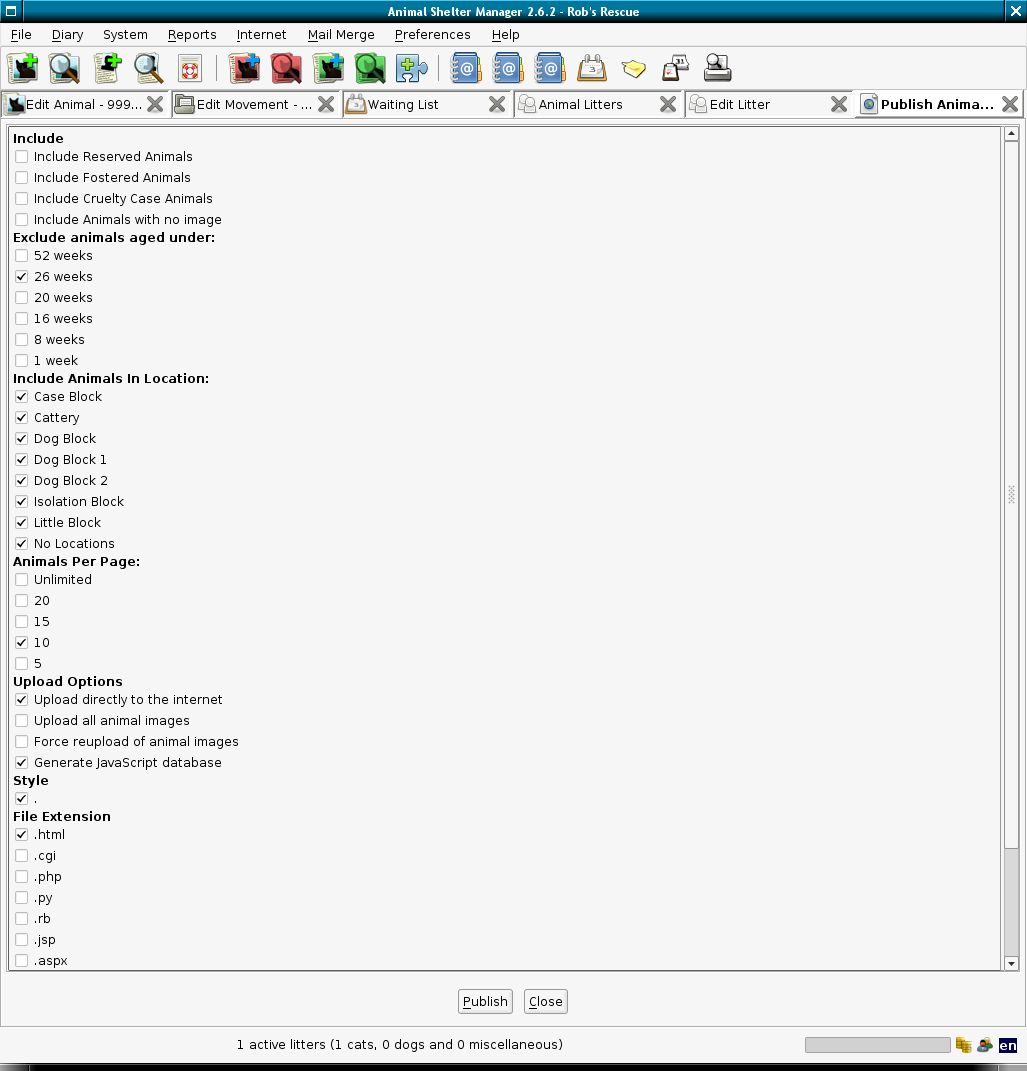 Animal Shelter Manager 2.6.2 - Rob's Rescue
File Diary System Reports Internet Mail Merge Preferences Help
Edit Animal - 999... Edit Movement - ... Waiting List Animal Litters Edit Litter Publish Anima...
Include
Include Reserved Animals
Include Fostered Animals
Include Cruelty Case Animals
Include Animals with no image
Exclude animals aged under:
52 weeks
26 weeks
20 weeks
16 weeks
8 weeks
1 week
Include Animals In Location:
Case Block
Cattery
Dog Block
Dog Block 1
Dog Block 2
Isolation Block
Little Block
No Locations
Animals Per Page:
Unlimited
20
15
10
5
Upload Options
Upload directly to the internet
Upload all animal images
Force reupload of animal images
Generate JavaScript database
Style
.
File Extension
.html
.cgi
.php
.py
.rb
.jsp
.aspx
Publish Close
1 active litters (1 cats, 0 dogs and 0 miscellaneous) en